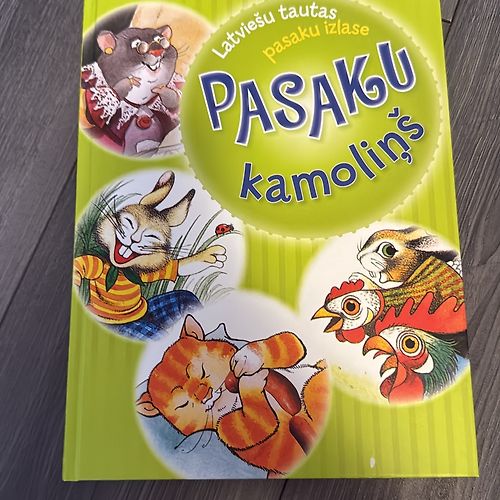 Latviešu tautas
pasaku izlase
PASAKU
kamoliņš